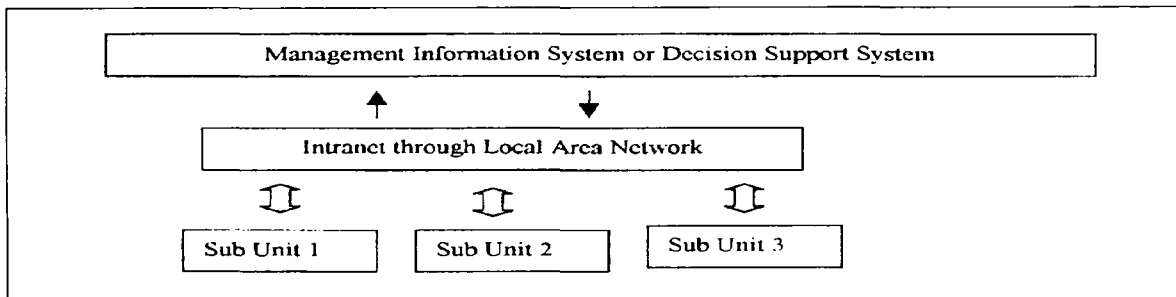 Management Information System or Decision Support System
Intranet through Local Area Network
Sub Unit 1
Sub Unit 2
Sub Unit 3